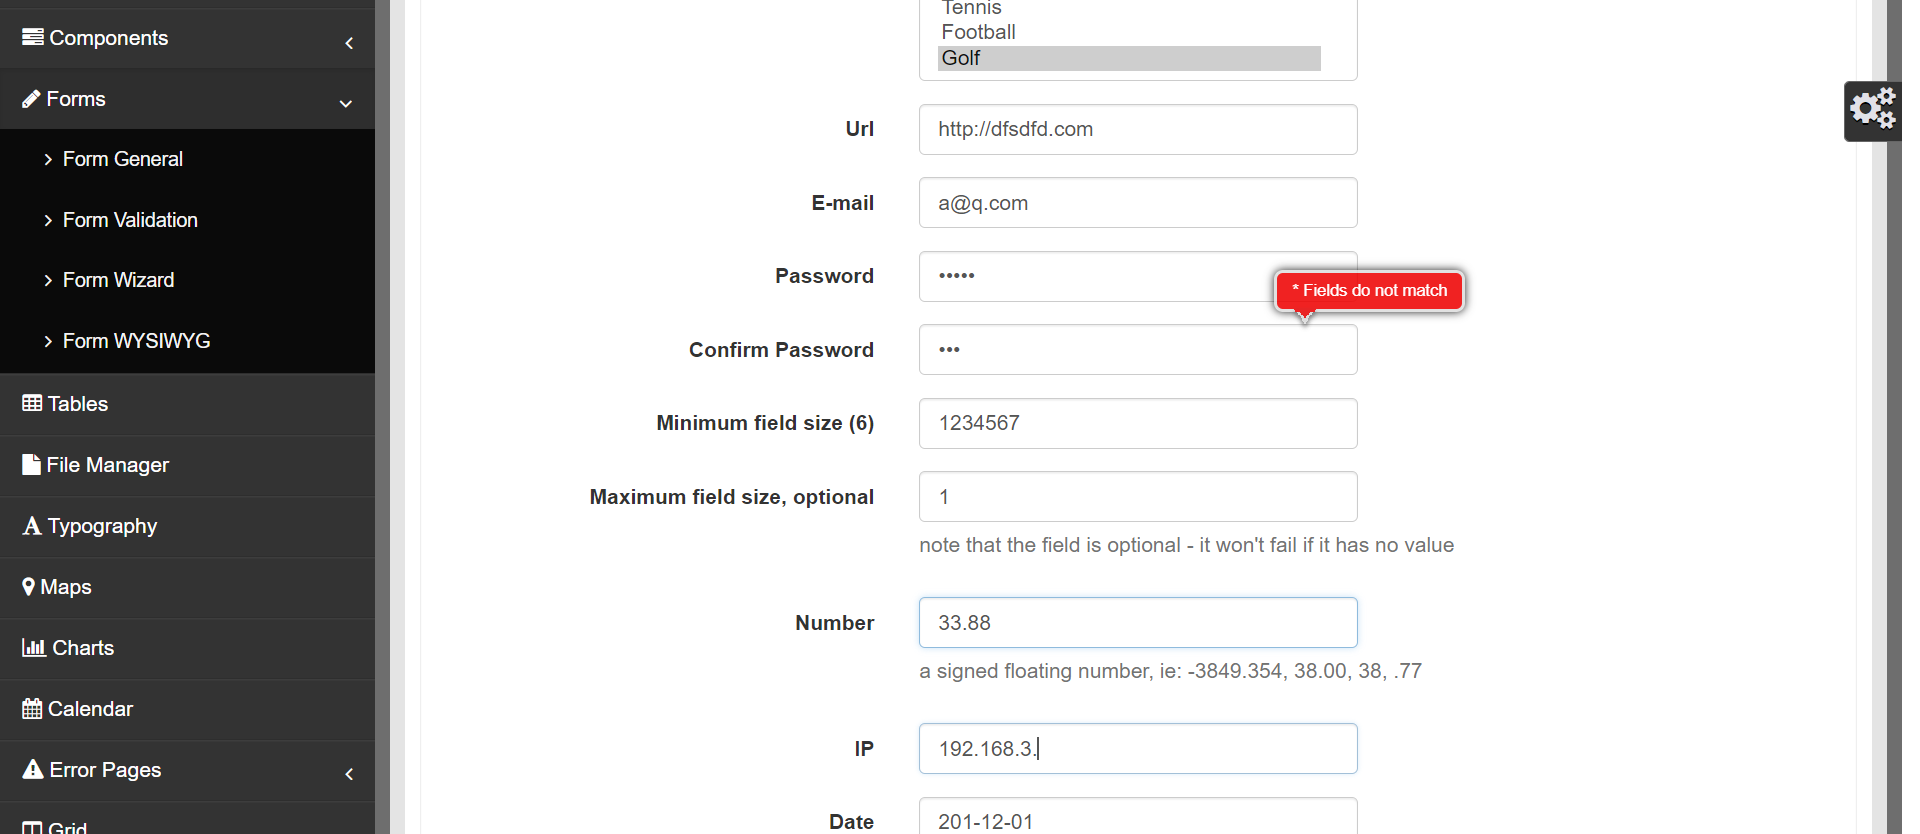 Components
Forms
Form General
Form Validation
Form Wizard
Form WYSIWYG
Tables
File Manager
Typography
Maps
Charts
Calendar
Error Pages
Grid
Tennis
Football
Golf
Url
http://dfsdfd.com
E-mail
a@q.com
Password
•••••
* Fields do not match
Confirm Password
•••
Minimum field size (6)
1234567
Maximum field size, optional
1
note that the field is optional - it won't fail if it has no value
Number
33.88
a signed floating number, ie: -3849.354, 38.00, 38, .77
IP
192.168.3.
Date
201-12-01